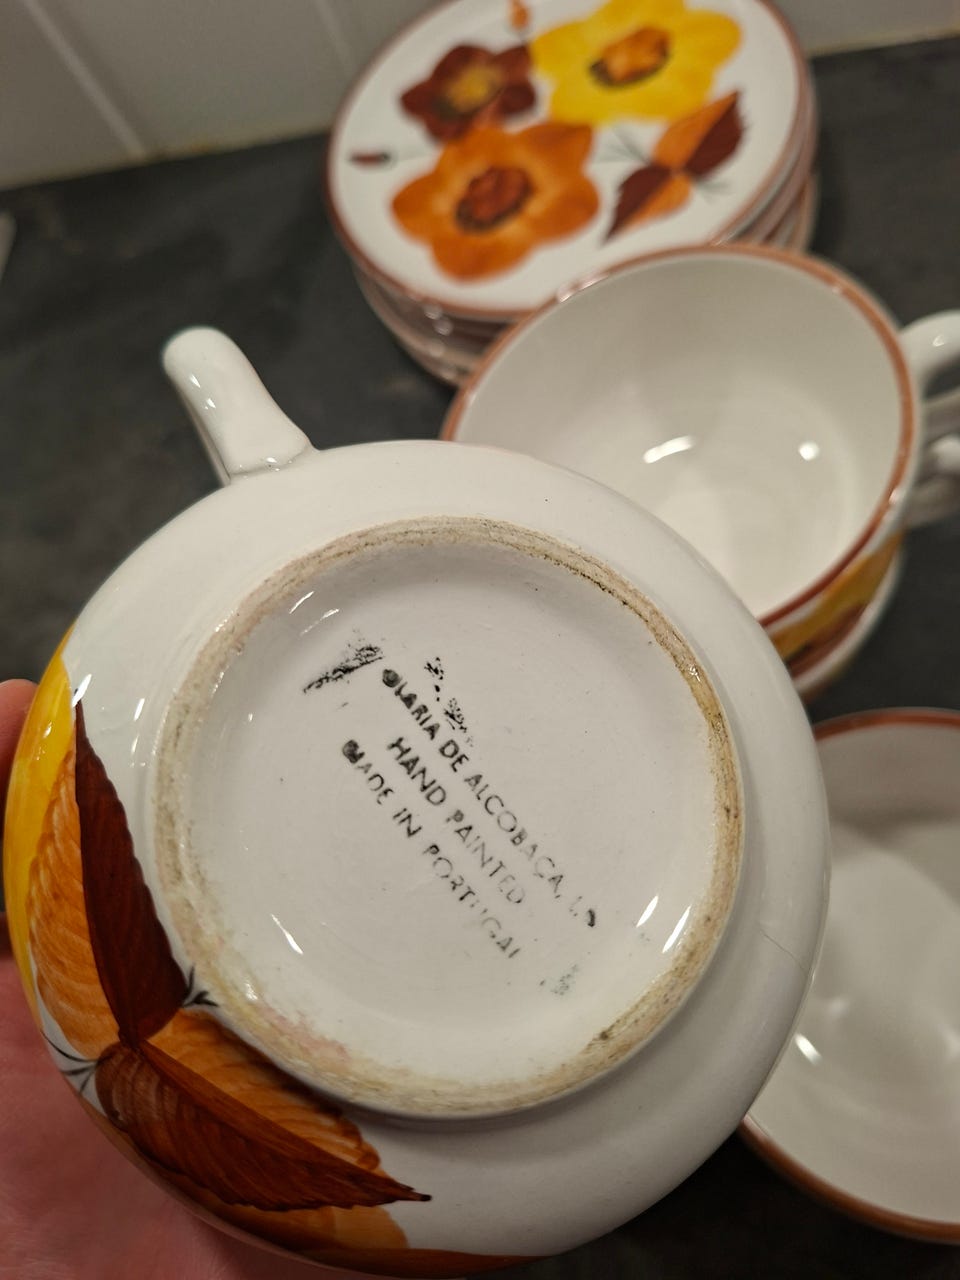 OLARIA DE ALCOBAÇA, L
HAND PAINTED
MADE IN PORTUGAL